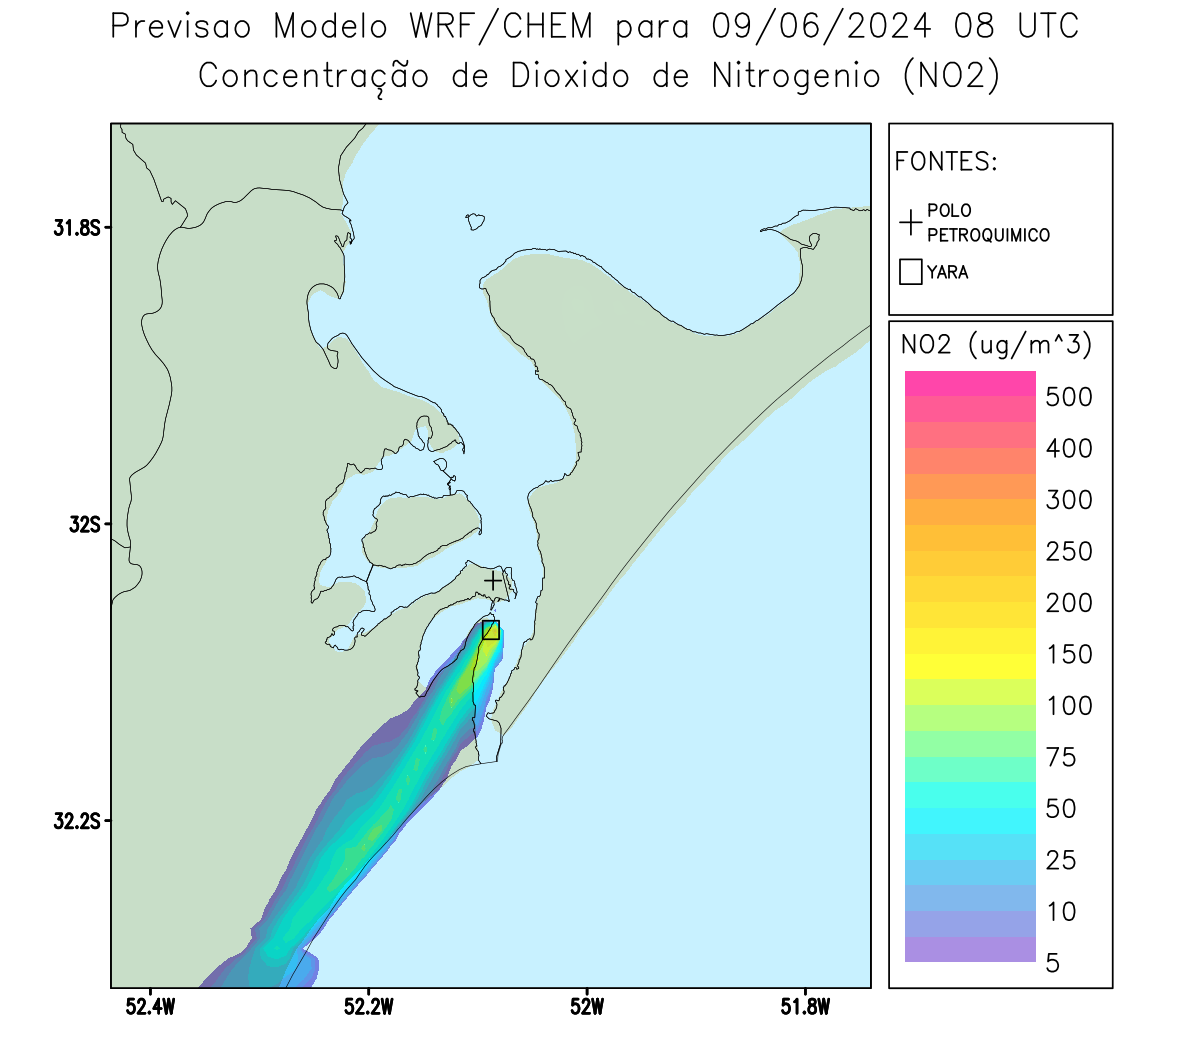 Previsao Modelo WRF/CHEM para 09/06/2024 08 UTC
Concentração de Dioxido de Nitrogenio (NO2)
FONTES:
POLO
PETROQUIMICO
YARA
NO2 (ug/m^3)
500
400
300
250
200
150
100
75
50
25
10
5
31.8S
32S
32.2S
52.4W
52.2W
52W
51.8W